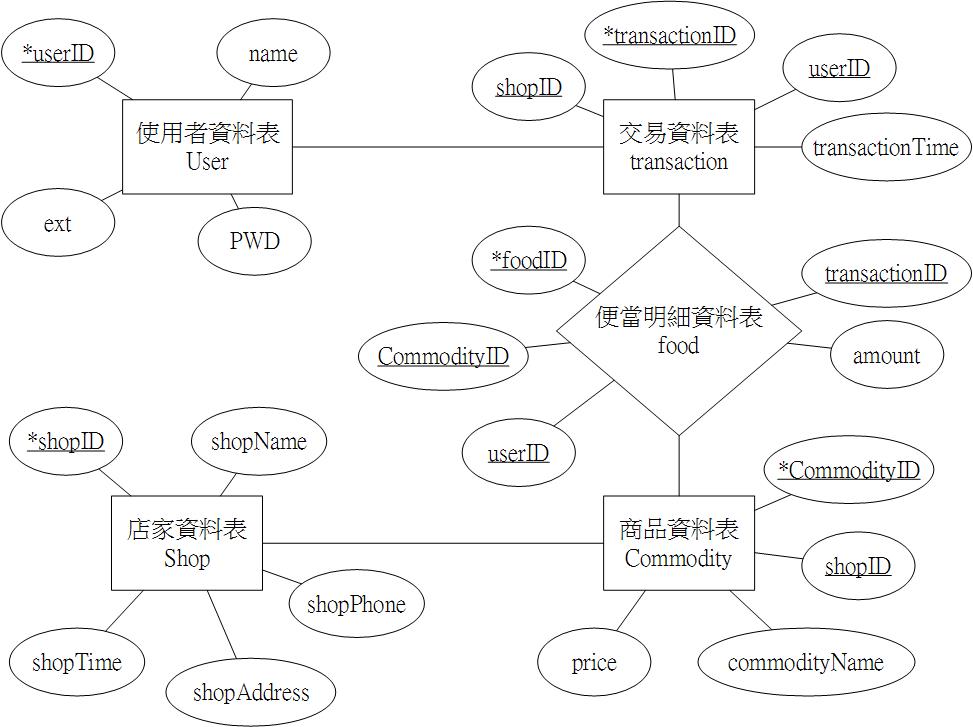 *userID
name
使用者資料表
User
ext
PWD
*transactionID
shopID
userID
交易資料表
transaction
transactionTime
*foodID
transactionID
便當明細資料表
food
CommodityID
amount
userID
*shopID
shopName
店家資料表
Shop
shopPhone
shopTime
shopAddress
*CommodityID
商品資料表
Commodity
shopID
price
commodityName